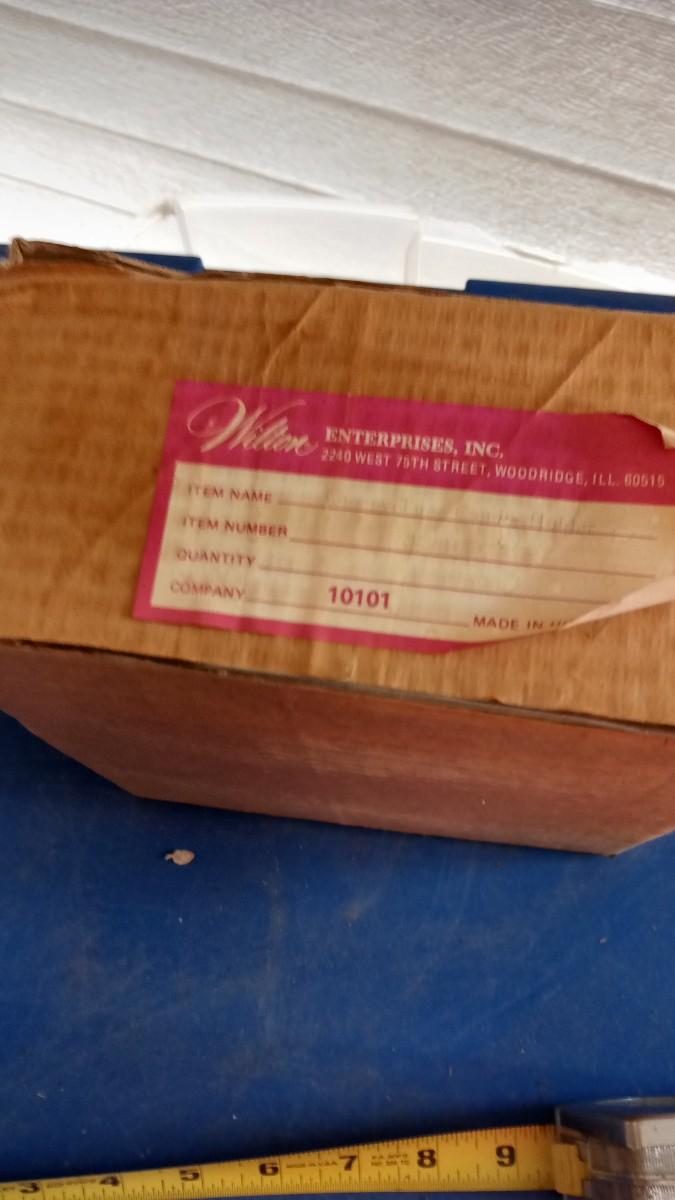 Wilton ENTERPRISES, INC.
2240 WEST 75TH STREET, WOODRIDGE, ILL. 60515
ITEM NAME
ITEM NUMBER
QUANTITY
COMPANY 10101
MADE IN
3 4 5 6 7 8 9